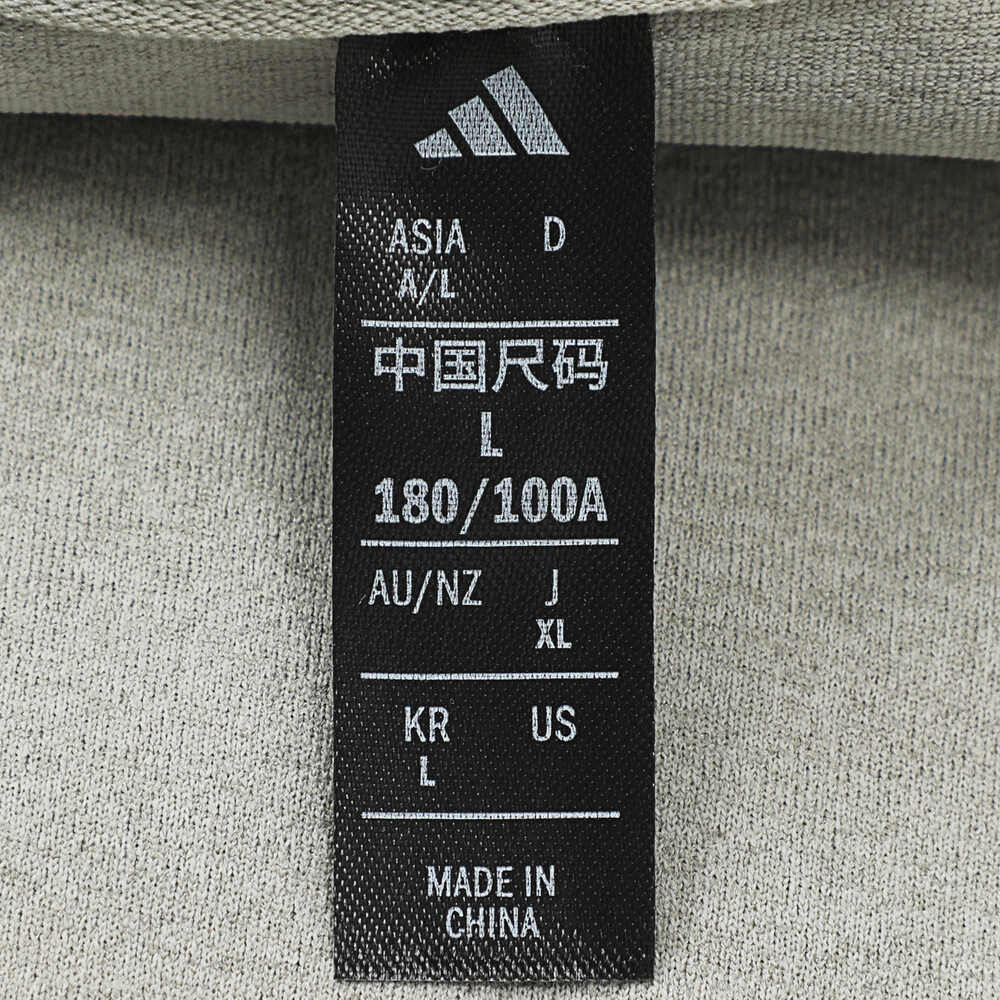 ASIA D
A/L
中国尺码
L
180/100A
AU/NZ J
XL
KR US
L
MADE IN
CHINA